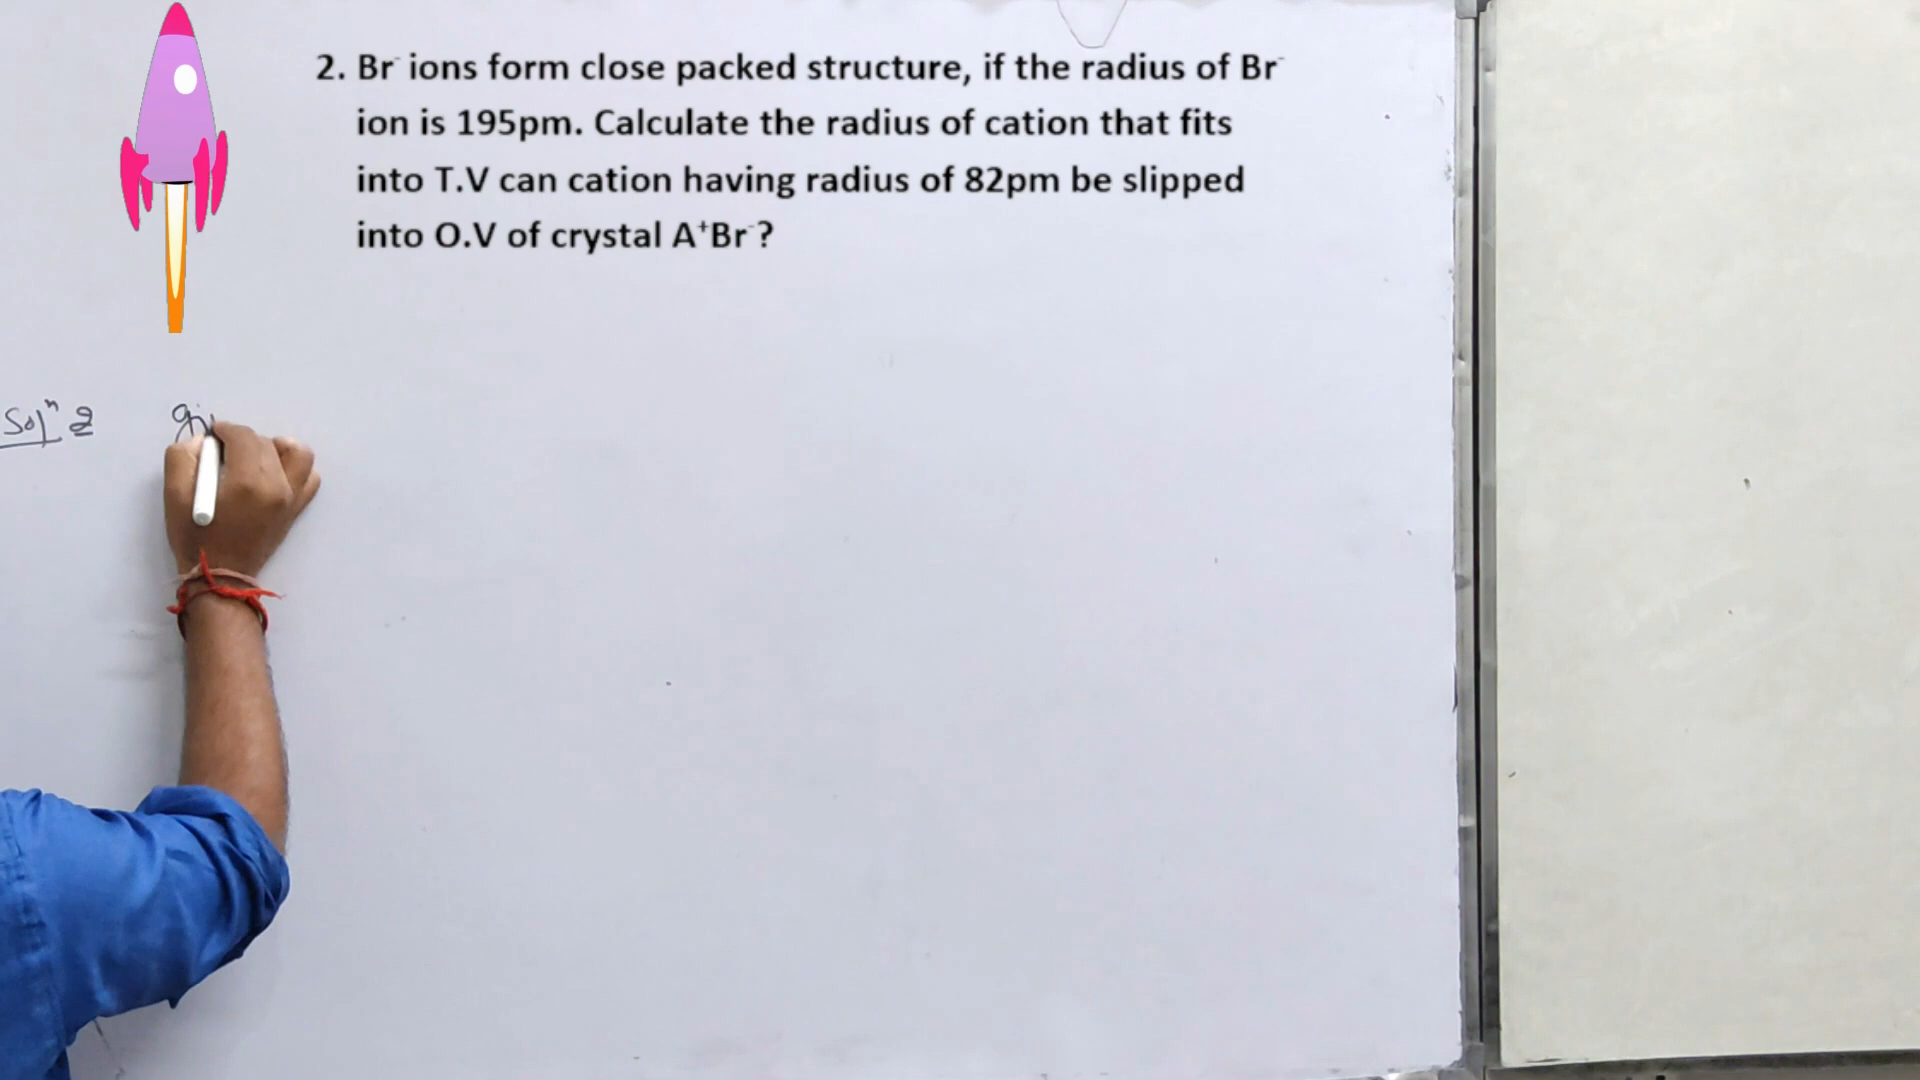 2. Br⁻ ions form close packed structure, if the radius of Br⁻
ion is 195pm. Calculate the radius of cation that fits
into T.V can cation having radius of 82pm be slipped
into O.V of crystal A⁺Br⁻?
Solⁿ 2